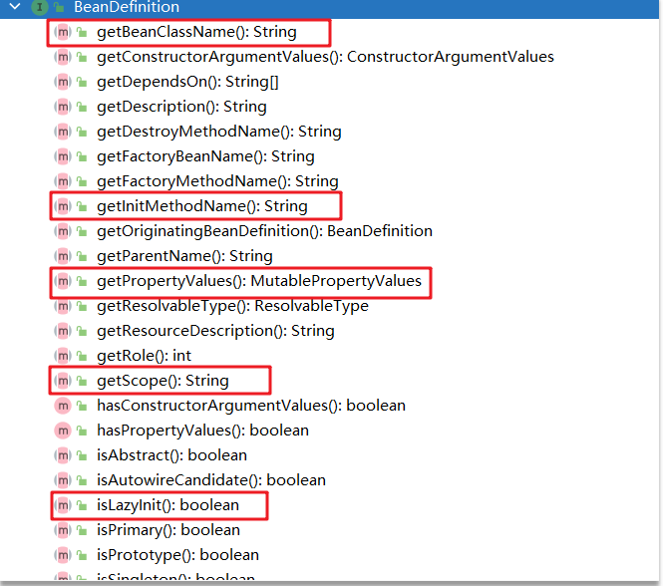 BeanDefinition
getBeanClassName(): String
getConstructorArgumentValues(): ConstructorArgumentValues
getDependsOn(): String[]
getDescription(): String
getDestroyMethodName(): String
getFactoryBeanName(): String
getFactoryMethodName(): String
getInitMethodName(): String
getOriginatingBeanDefinition(): BeanDefinition
getParentName(): String
getPropertyValues(): MutablePropertyValues
getResolvableType(): ResolvableType
getResourceDescription(): String
getRole(): int
getScope(): String
hasConstructorArgumentValues(): boolean
hasPropertyValues(): boolean
isAbstract(): boolean
isAutowireCandidate(): boolean
isLazyInit(): boolean
isPrimary(): boolean
isPrototype(): boolean
isSingleton(): boolean